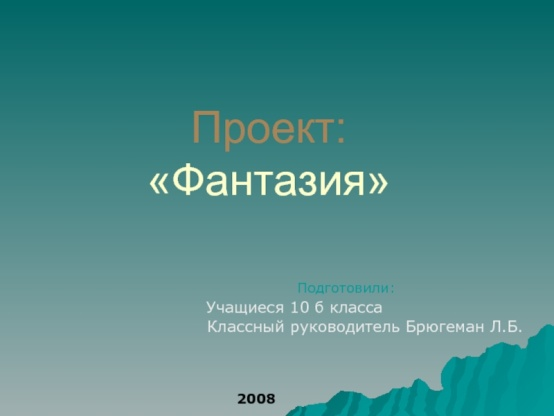 Проект:
«Фантазия»
Подготовили:
Учащиеся 10 б класса
Классный руководитель Брюгеман Л.Б.
2008